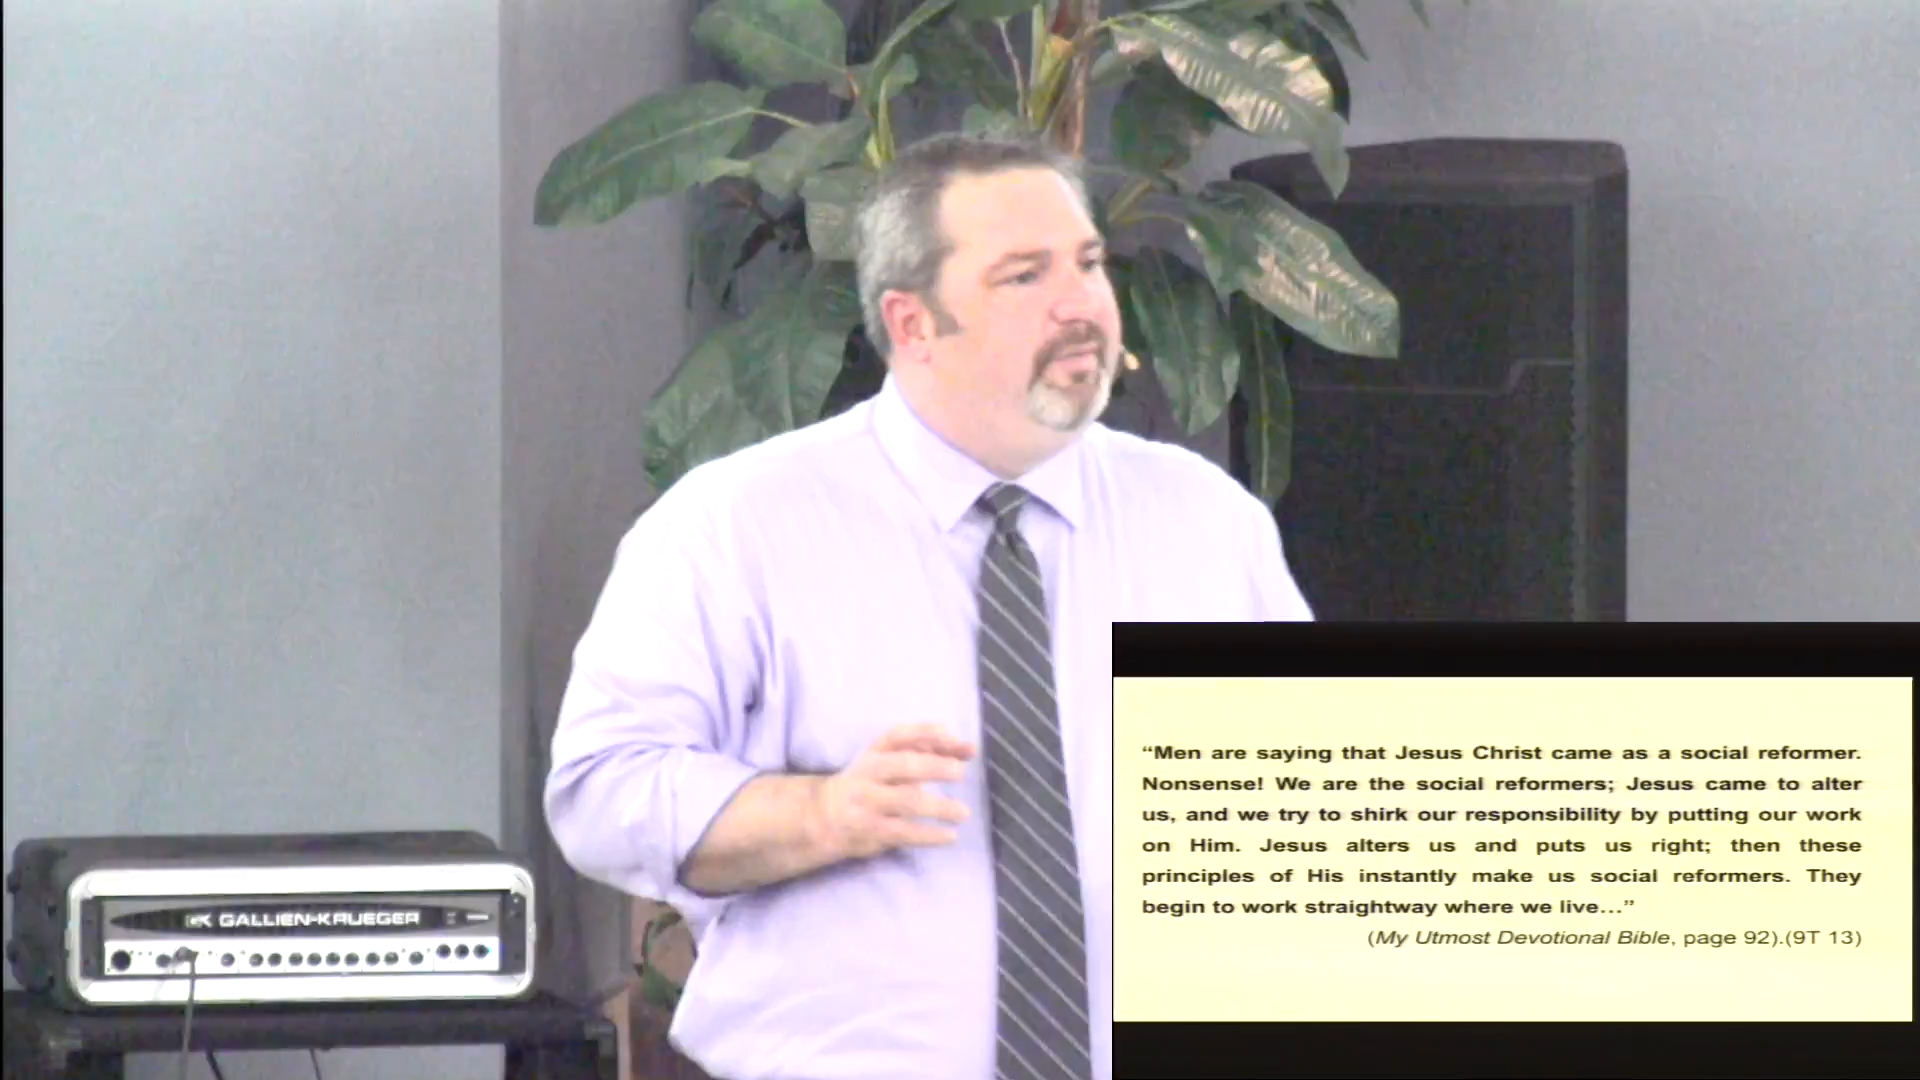 GALLIEN-KRUEGER
“Men are saying that Jesus Christ came as a social reformer.
Nonsense! We are the social reformers; Jesus came to alter
us, and we try to shirk our responsibility by putting our work
on Him. Jesus alters us and puts us right; then these
principles of His instantly make us social reformers. They
begin to work straightway where we live…”
(My Utmost Devotional Bible, page 92).(9T 13)